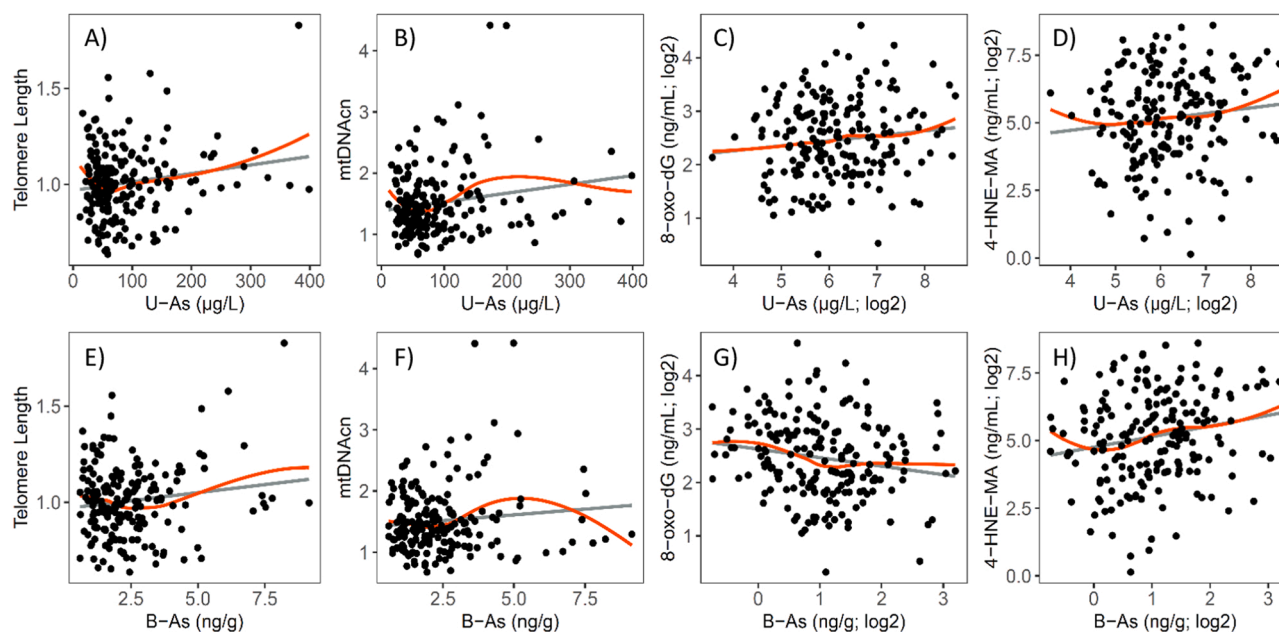 A)
Telomere Length
1.5
1.0
0 100 200 300 400
U−As (µg/L)
B)
mtDNAcn
4
3
2
1
0 100 200 300 400
U−As (µg/L)
C)
8−oxo−dG (ng/mL; log2)
4
3
2
1
4 5 6 7 8
U−As (µg/L; log2)
D)
4−HNE−MA (ng/mL; log2)
7.5
5.0
2.5
0.0
4 5 6 7 8
U−As (µg/L; log2)
E)
Telomere Length
1.5
1.0
2.5 5.0 7.5
B−As (ng/g)
F)
mtDNAcn
4
3
2
1
2.5 5.0 7.5
B−As (ng/g)
G)
8−oxo−dG (ng/mL; log2)
4
3
2
1
0 1 2 3
B−As (ng/g; log2)
H)
4−HNE−MA (ng/mL; log2)
7.5
5.0
2.5
0.0
0 1 2 3
B−As (ng/g; log2)